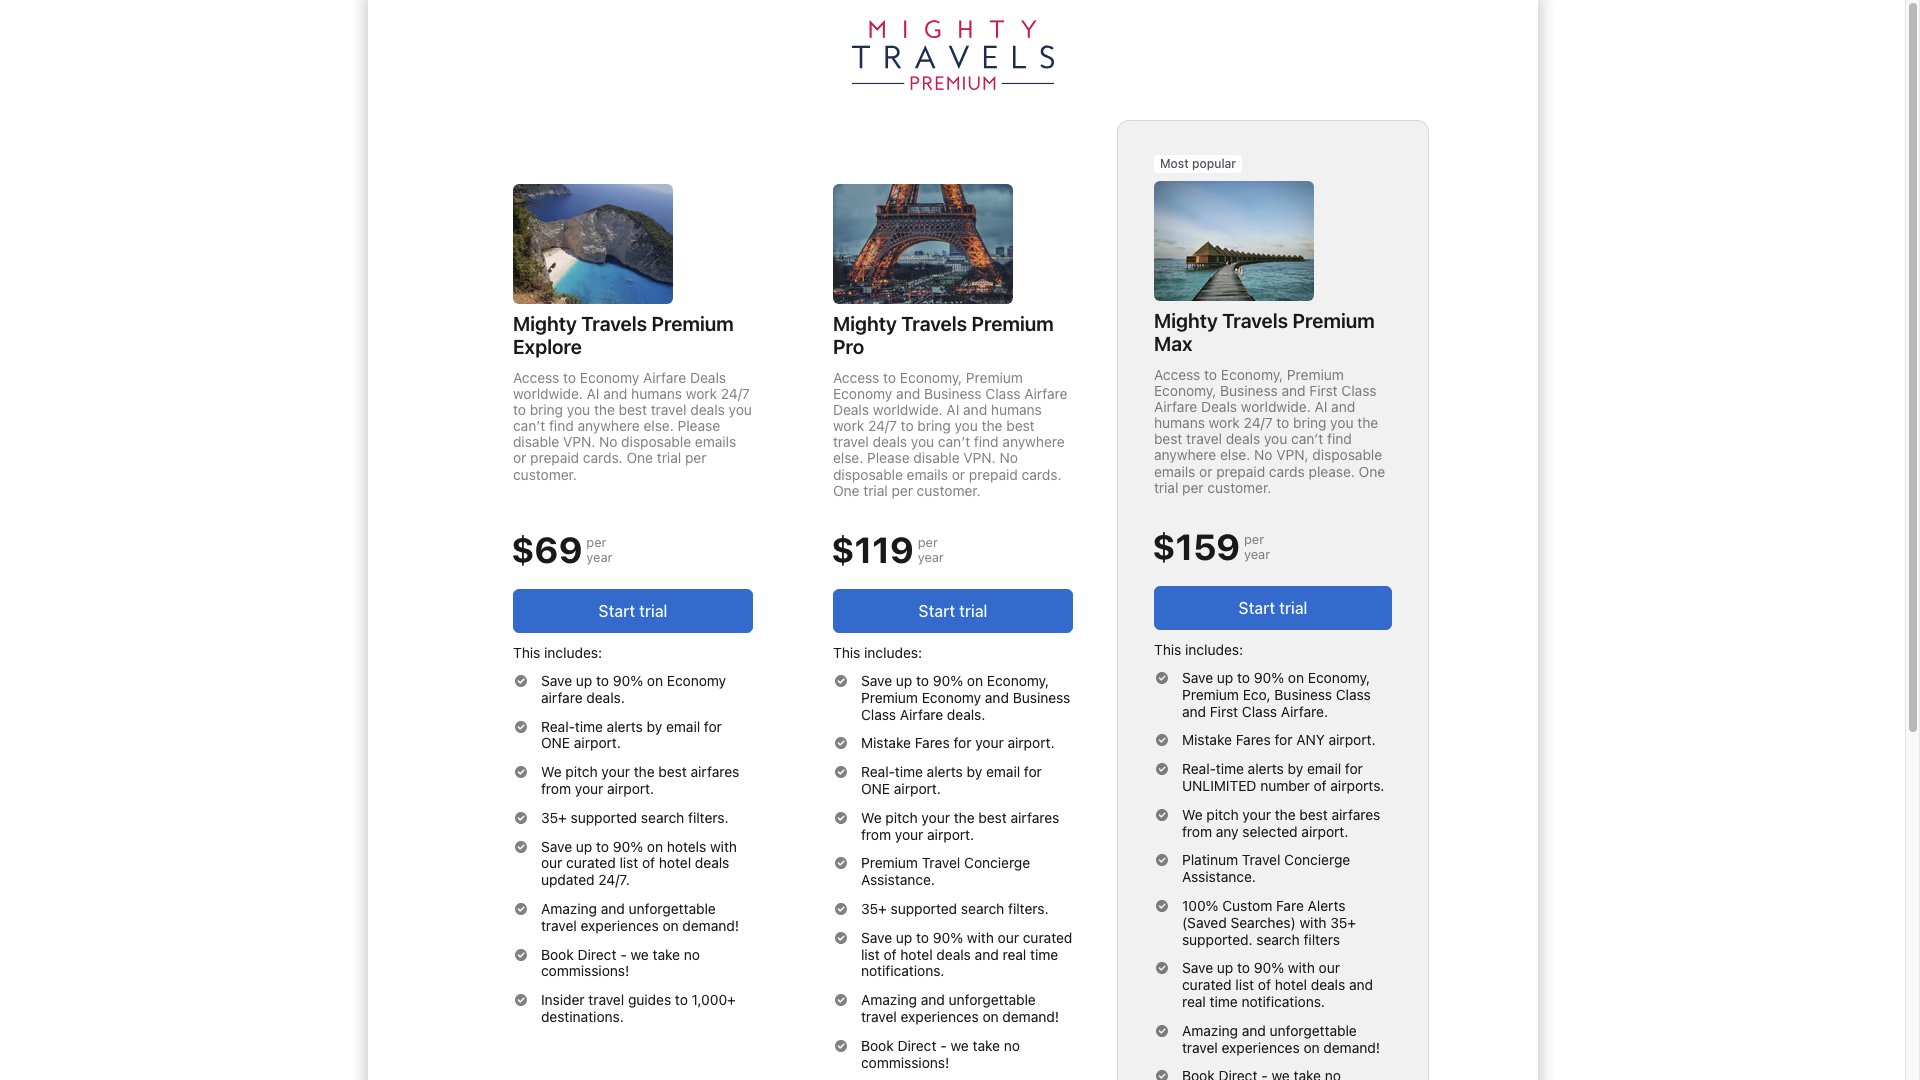 MIGHTY
TRAVELS
PREMIUM
Mighty Travels Premium
Explore
Access to Economy Airfare Deals
worldwide. AI and humans work 24/7
to bring you the best travel deals you
can’t find anywhere else. Please
disable VPN. No disposable emails
or prepaid cards. One trial per
customer.
$69 per
year
Start trial
This includes:
Save up to 90% on Economy
airfare deals.
Real-time alerts by email for
ONE airport.
We pitch your the best airfares
from your airport.
35+ supported search filters.
Save up to 90% on hotels with
our curated list of hotel deals
updated 24/7.
Amazing and unforgettable
travel experiences on demand!
Book Direct - we take no
commissions!
Insider travel guides to 1,000+
destinations.
Mighty Travels Premium
Pro
Access to Economy, Premium
Economy and Business Class Airfare
Deals worldwide. AI and humans
work 24/7 to bring you the best
travel deals you can’t find anywhere
else. Please disable VPN. No
disposable emails or prepaid cards.
One trial per customer.
$119 per
year
Start trial
This includes:
Save up to 90% on Economy,
Premium Economy and Business
Class Airfare deals.
Mistake Fares for your airport.
Real-time alerts by email for
ONE airport.
We pitch your the best airfares
from your airport.
Premium Travel Concierge
Assistance.
35+ supported search filters.
Save up to 90% with our curated
list of hotel deals and real time
notifications.
Amazing and unforgettable
travel experiences on demand!
Book Direct - we take no
commissions!
Most popular
Mighty Travels Premium
Max
Access to Economy, Premium
Economy, Business and First Class
Airfare Deals worldwide. AI and
humans work 24/7 to bring you the
best travel deals you can’t find
anywhere else. No VPN, disposable
emails or prepaid cards please. One
trial per customer.
$159 per
year
Start trial
This includes:
Save up to 90% on Economy,
Premium Eco, Business Class
and First Class Airfare.
Mistake Fares for ANY airport.
Real-time alerts by email for
UNLIMITED number of airports.
We pitch your the best airfares
from any selected airport.
Platinum Travel Concierge
Assistance.
100% Custom Fare Alerts
(Saved Searches) with 35+
supported. search filters
Save up to 90% with our
curated list of hotel deals and
real time notifications.
Amazing and unforgettable
travel experiences on demand!
Book Direct - we take no